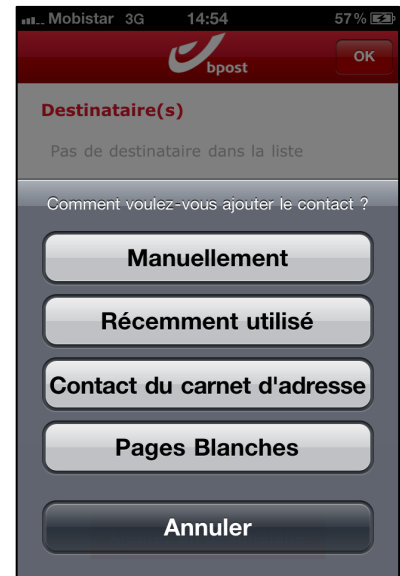 Mobistar 3G 14:54 57%
bpost
OK
Destinataire(s)
Pas de destinataire dans la liste
Comment voulez-vous ajouter le contact ?
Manuellement
Récemment utilisé
Contact du carnet d'adresse
Pages Blanches
Annuler